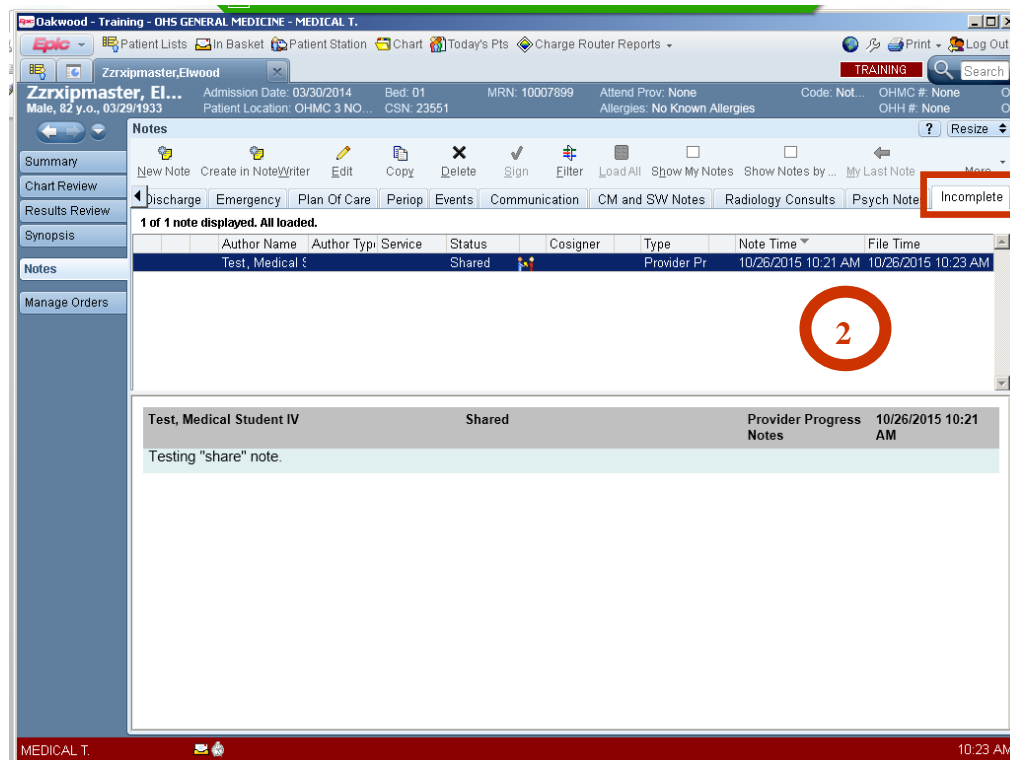 Oakwood - Training - OHS GENERAL MEDICINE - MEDICAL T.
Epic Patient Lists In Basket Patient Station Chart Today's Pts Charge Router Reports Print Log Out
Zzrxipmaster,Elwood TRAINING Search
Zzrxipmaster, El... Admission Date: 03/30/2014 Bed: 01 MRN: 10007899 Attend Prov: None Code: Not... OHMC #: None O
Male, 82 y.o., 03/29/1933 Patient Location: OHMC 3 NO... CSN: 23551 Allergies: No Known Allergies OHH #: None O
Notes ? Resize
Summary
Chart Review
Results Review
Synopsis
Notes
Manage Orders
New Note Create in NoteWriter Edit Copy Delete Sign Filter Load All Show My Notes Show Notes by ... My Last Note More
Discharge Emergency Plan Of Care Periop Events Communication CM and SW Notes Radiology Consults Psych Note Incomplete
1 of 1 note displayed. All loaded.
Author Name Author Typ Service Status Cosigner Type Note Time File Time
Test, Medical S Shared Provider Pr 10/26/2015 10:21 AM 10/26/2015 10:23 AM
2
Test, Medical Student IV Shared Provider Progress 10/26/2015 10:21
Notes AM
Testing "share" note.
MEDICAL T. 10:23 AM